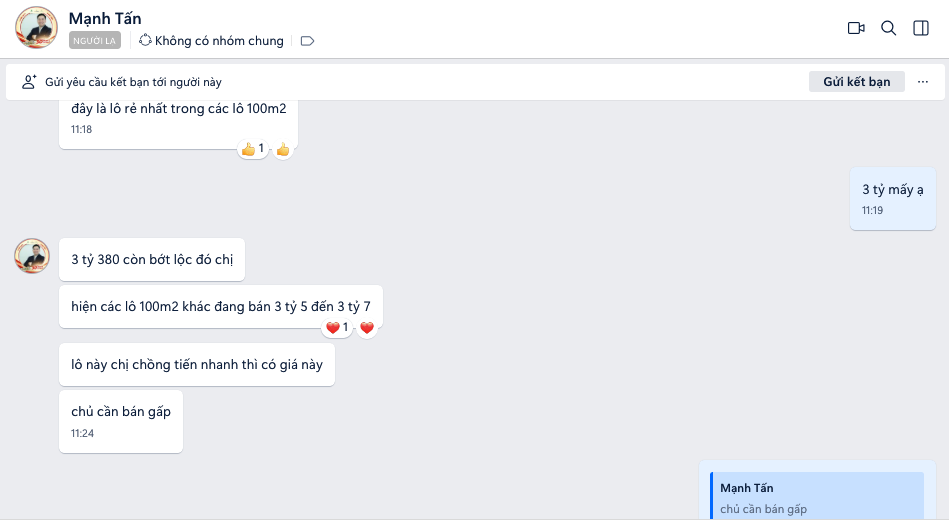 Mạnh Tấn
NGƯỜI LẠ
Không có nhóm chung
Gửi yêu cầu kết bạn tới người này
Gửi kết bạn
đây là lô rẻ nhất trong các lô 100m2
11:18
1
3 tỷ mấy ạ
11:19
3 tỷ 380 còn bớt lộc đó chị
hiện các lô 100m2 khác đang bán 3 tỷ 5 đến 3 tỷ 7
1
lô này chị chồng tiến nhanh thì có giá này
chủ cần bán gấp
11:24
Mạnh Tấn
chủ cần bán gấp